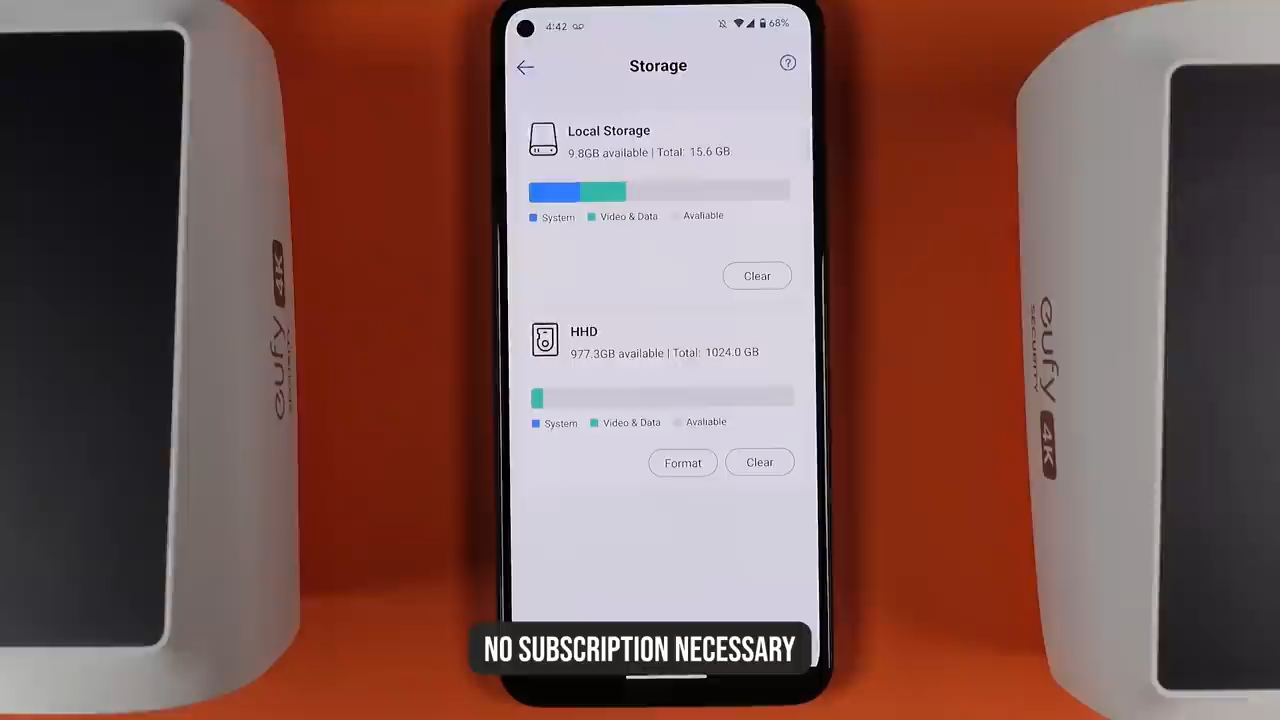 4:42
68%
Storage
?
Local Storage
9.8GB available | Total: 15.6 GB
System Video & Data Avaliable
Clear
HHD
977.3GB available | Total: 1024.0 GB
System Video & Data Avaliable
Format Clear
eufy 4K
SECURITY
eufy 4K
SECURITY
NO SUBSCRIPTION NECESSARY